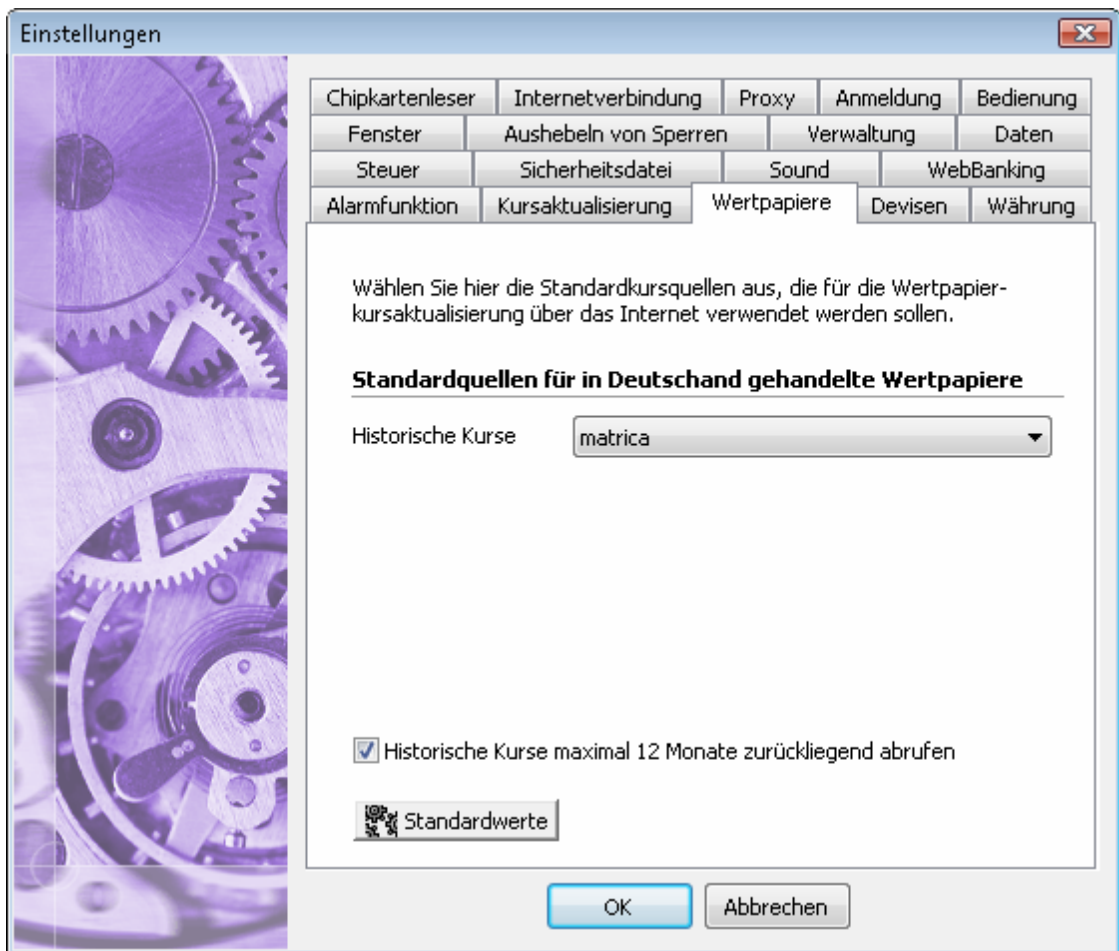 Einstellungen
Chipkartenleser Internetverbindung Proxy Anmeldung Bedienung
Fenster Aushebeln von Sperren Verwaltung Daten
Steuer Sicherheitsdatei Sound WebBanking
Alarmfunktion Kursaktualisierung Wertpapiere Devisen Währung
Wählen Sie hier die Standardkursquellen aus, die für die Wertpapier-
kursaktualisierung über das Internet verwendet werden sollen.
Standardquellen für in Deutschand gehandelte Wertpapiere
Historische Kurse matrica
Historische Kurse maximal 12 Monate zurückliegend abrufen
Standardwerte
OK Abbrechen